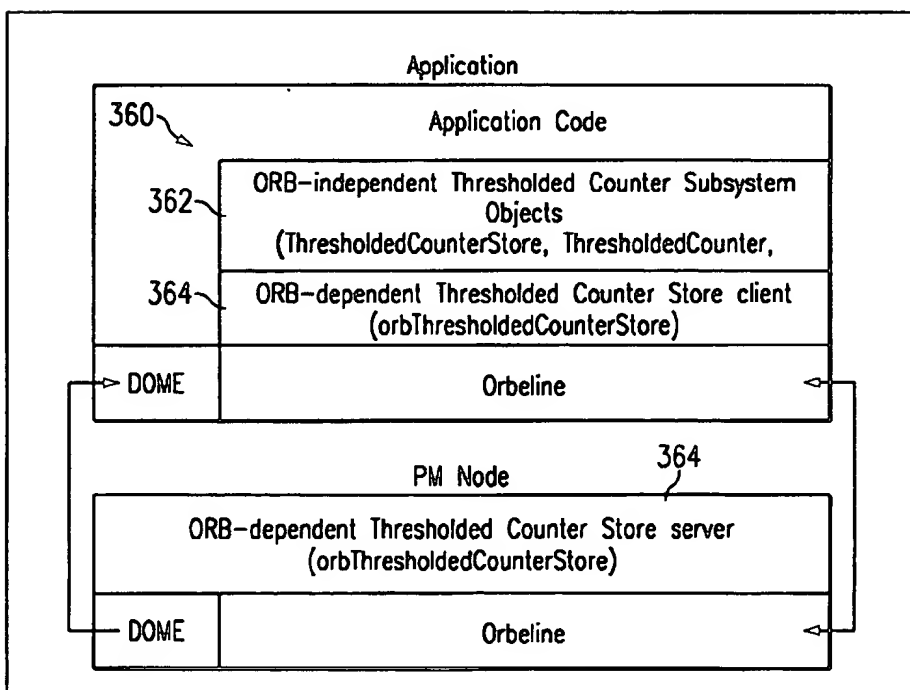 Application
360
Application Code
362
ORB-independent Thresholded Counter Subsystem
Objects
(ThresholdedCounterStore, ThresholdedCounter,
364
ORB-dependent Thresholded Counter Store client
(orbThresholdedCounterStore)
DOME
Orbeline
PM Node
364
ORB-dependent Thresholded Counter Store server
(orbThresholdedCounterStore)
DOME
Orbeline